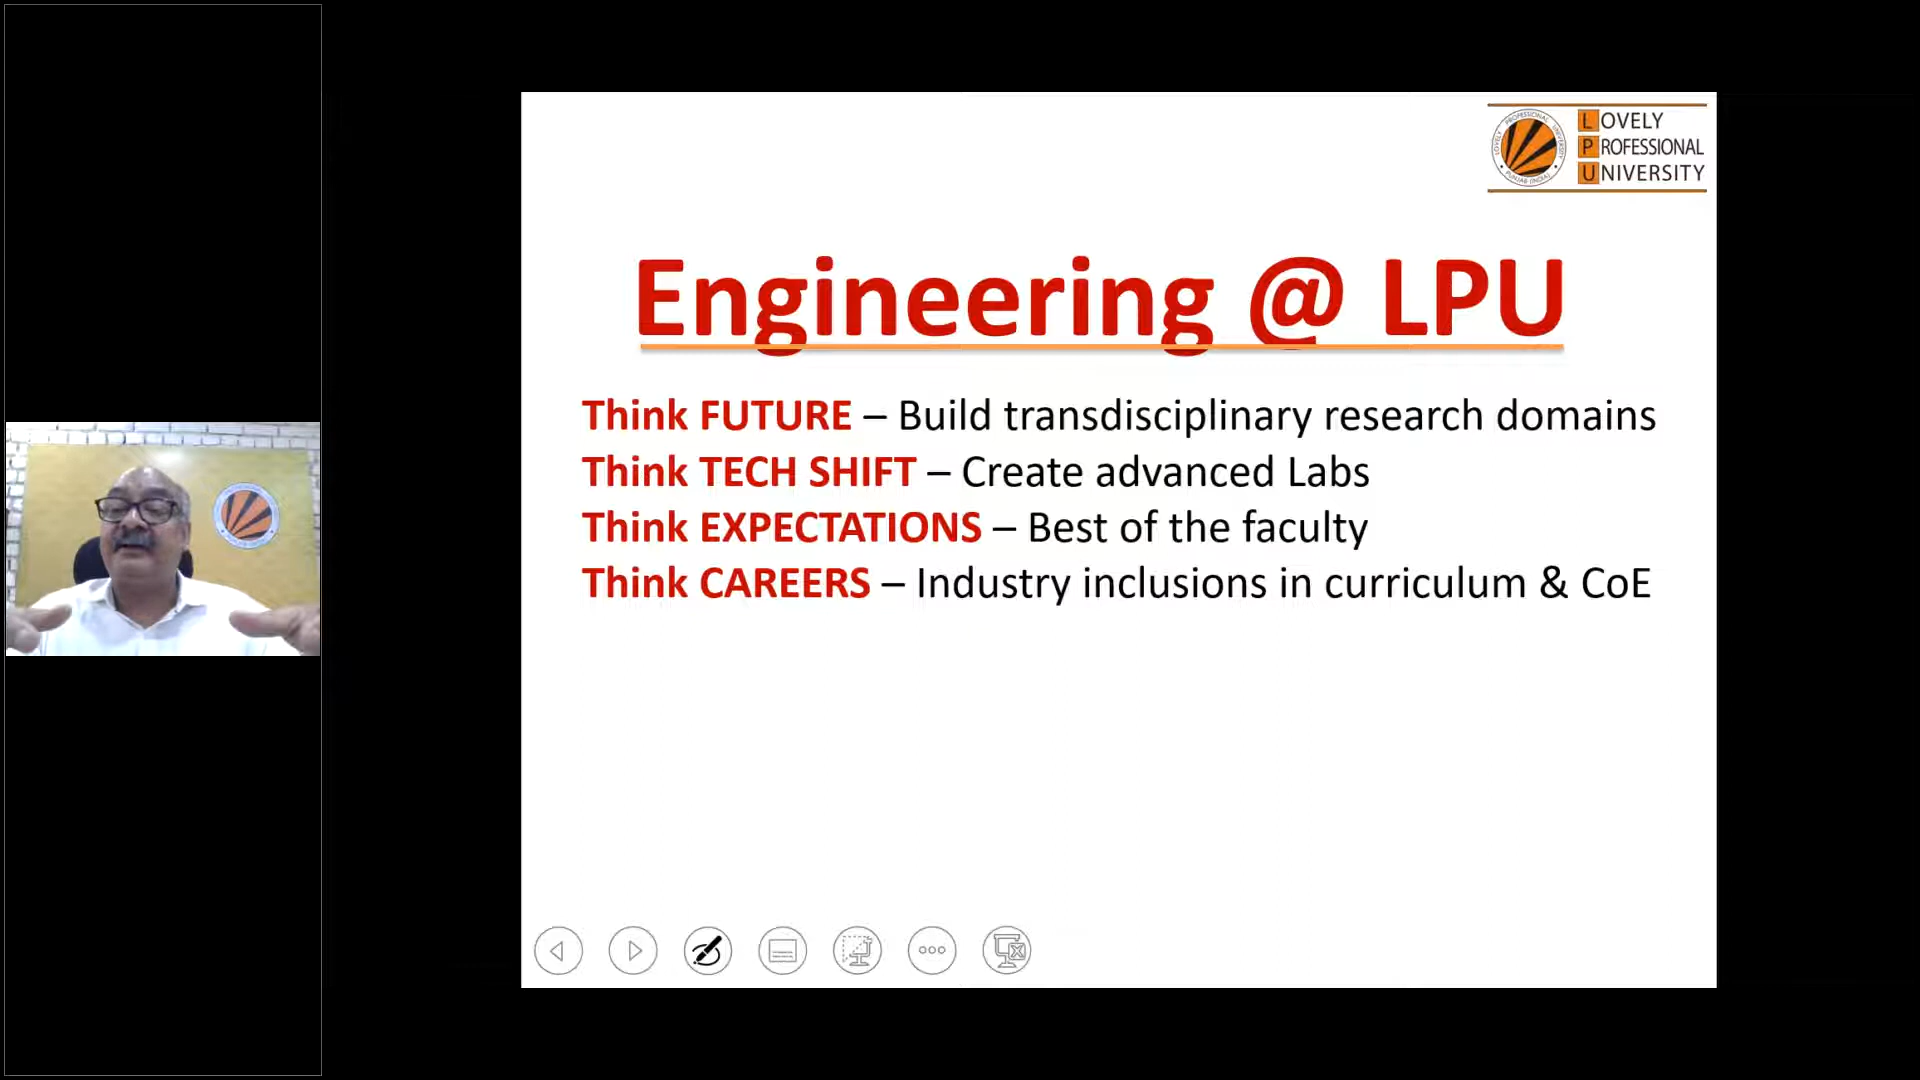 LOVELY
PROFESSIONAL
UNIVERSITY
Engineering @ LPU
Think FUTURE – Build transdisciplinary research domains
Think TECH SHIFT – Create advanced Labs
Think EXPECTATIONS – Best of the faculty
Think CAREERS – Industry inclusions in curriculum & CoE